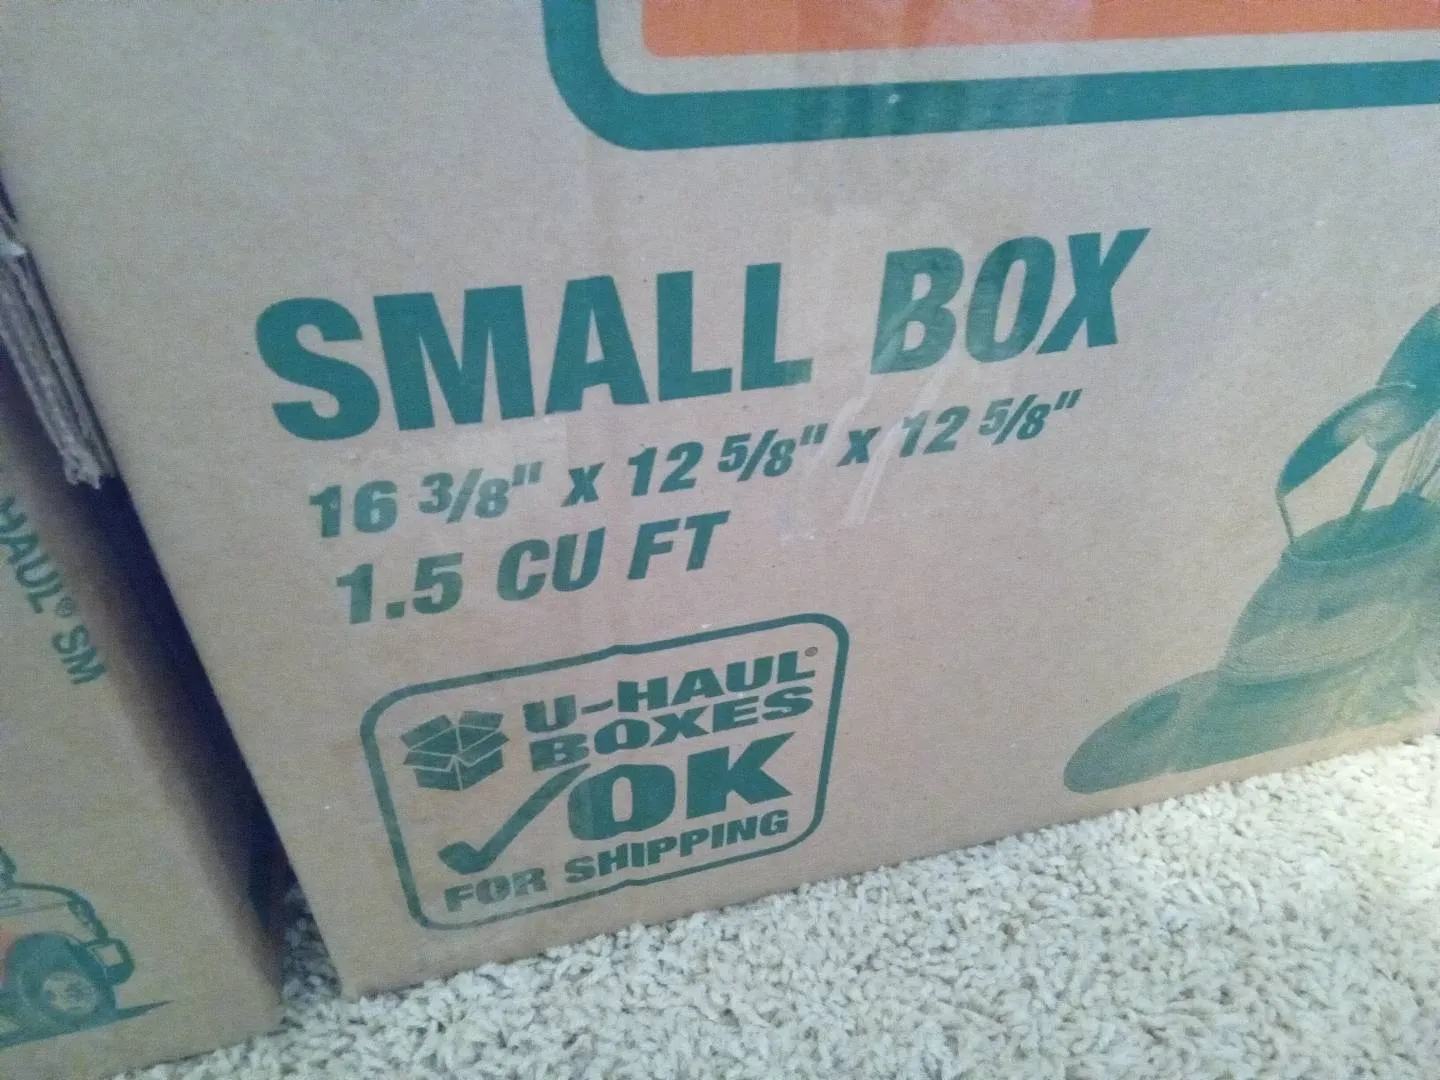 SMALL BOX
16 3/8" x 12 5/8" x 12 5/8"
1.5 CU FT
U-HAUL®
BOXES
OK
FOR SHIPPING
HAUL® SM